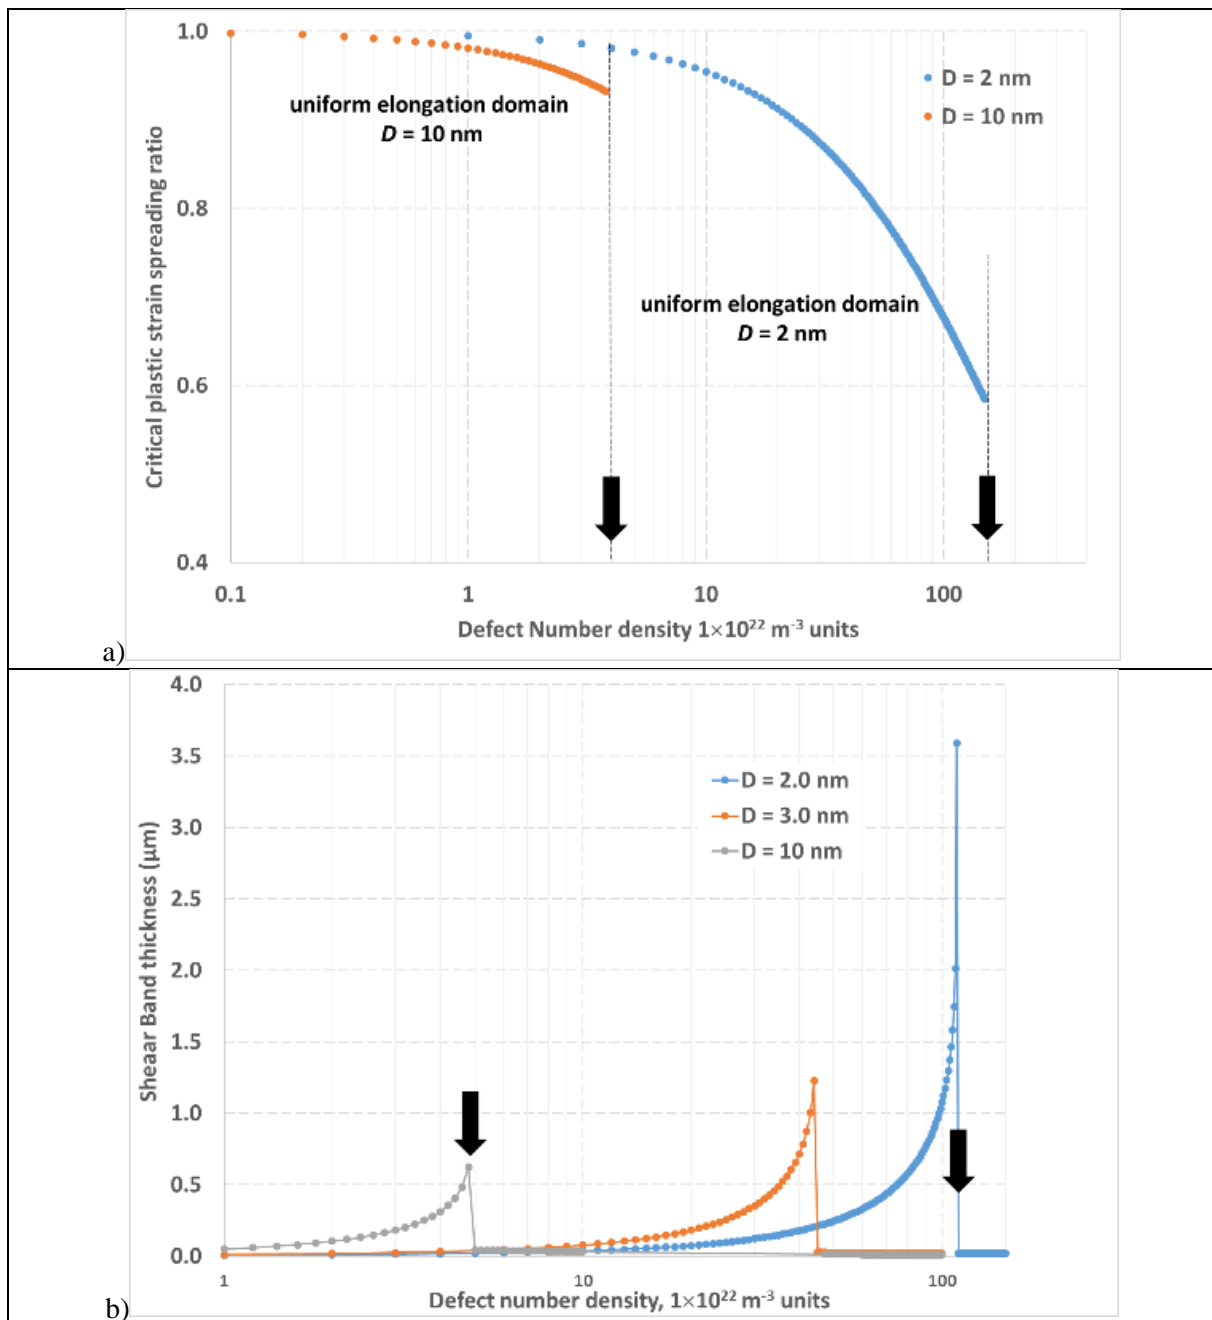 1.0
D = 2 nm
D = 10 nm
uniform elongation domain
D = 10 nm
0.8
Critical plastic strain spreading ratio
uniform elongation domain
D = 2 nm
0.6
0.4
0.1 1 10 100
Defect Number density 1×10²² m⁻³ units
a)
4.0
3.5
D = 2.0 nm
3.0
D = 3.0 nm
D = 10 nm
2.5
Sheaar Band thickness (µm)
2.0
1.5
1.0
0.5
0.0
1 10 100
Defect number density, 1×10²² m⁻³ units
b)